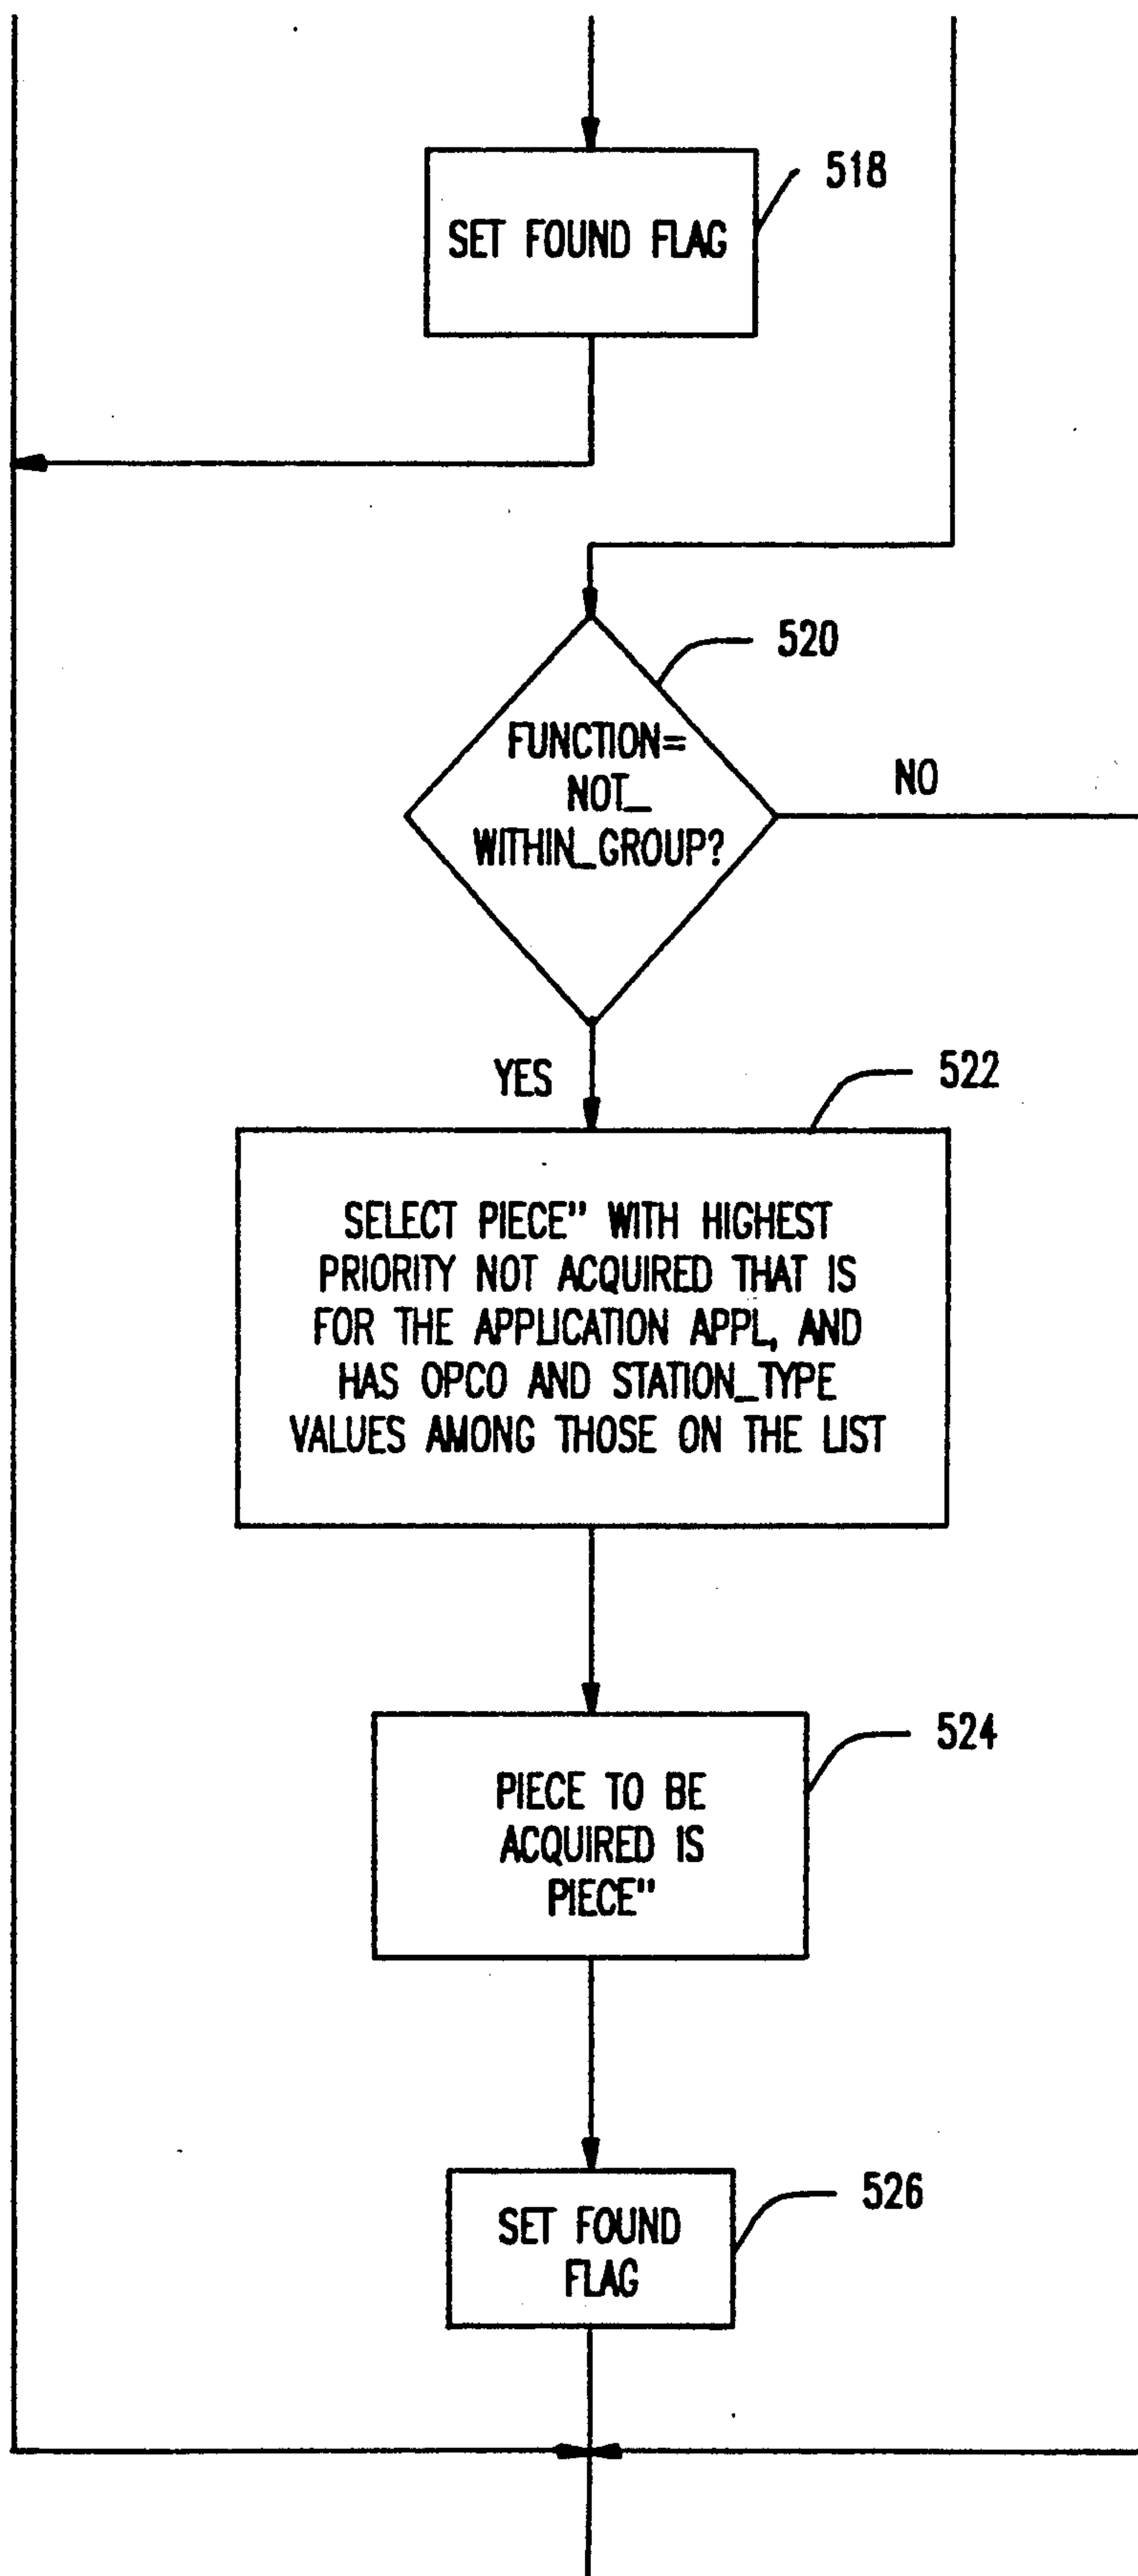 518
SET FOUND FLAG
520
FUNCTION=
NOT_
WITHIN_GROUP?
NO
YES
522
SELECT PIECE" WITH HIGHEST
PRIORITY NOT ACQUIRED THAT IS
FOR THE APPLICATION APPL, AND
HAS OPCO AND STATION_TYPE
VALUES AMONG THOSE ON THE LIST
524
PIECE TO BE
ACQUIRED IS
PIECE"
526
SET FOUND
FLAG